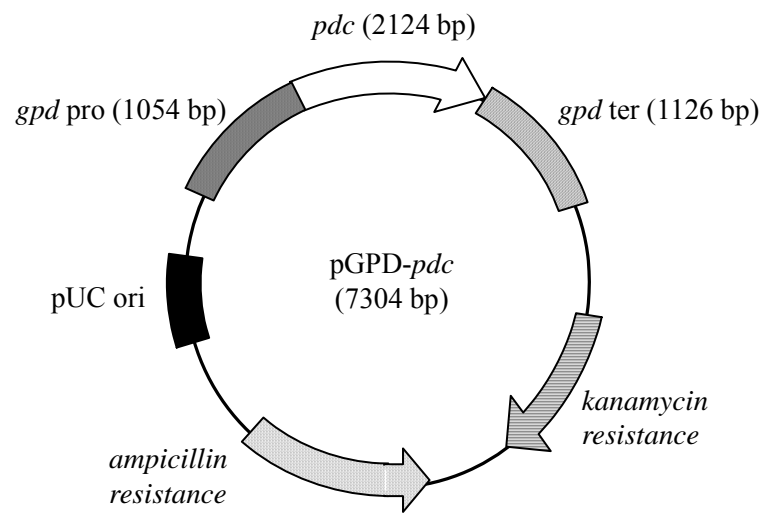 pdc (2124 bp)
gpd pro (1054 bp)
gpd ter (1126 bp)
pGPD-pdc
(7304 bp)
pUC ori
kanamycin
resistance
ampicillin
resistance